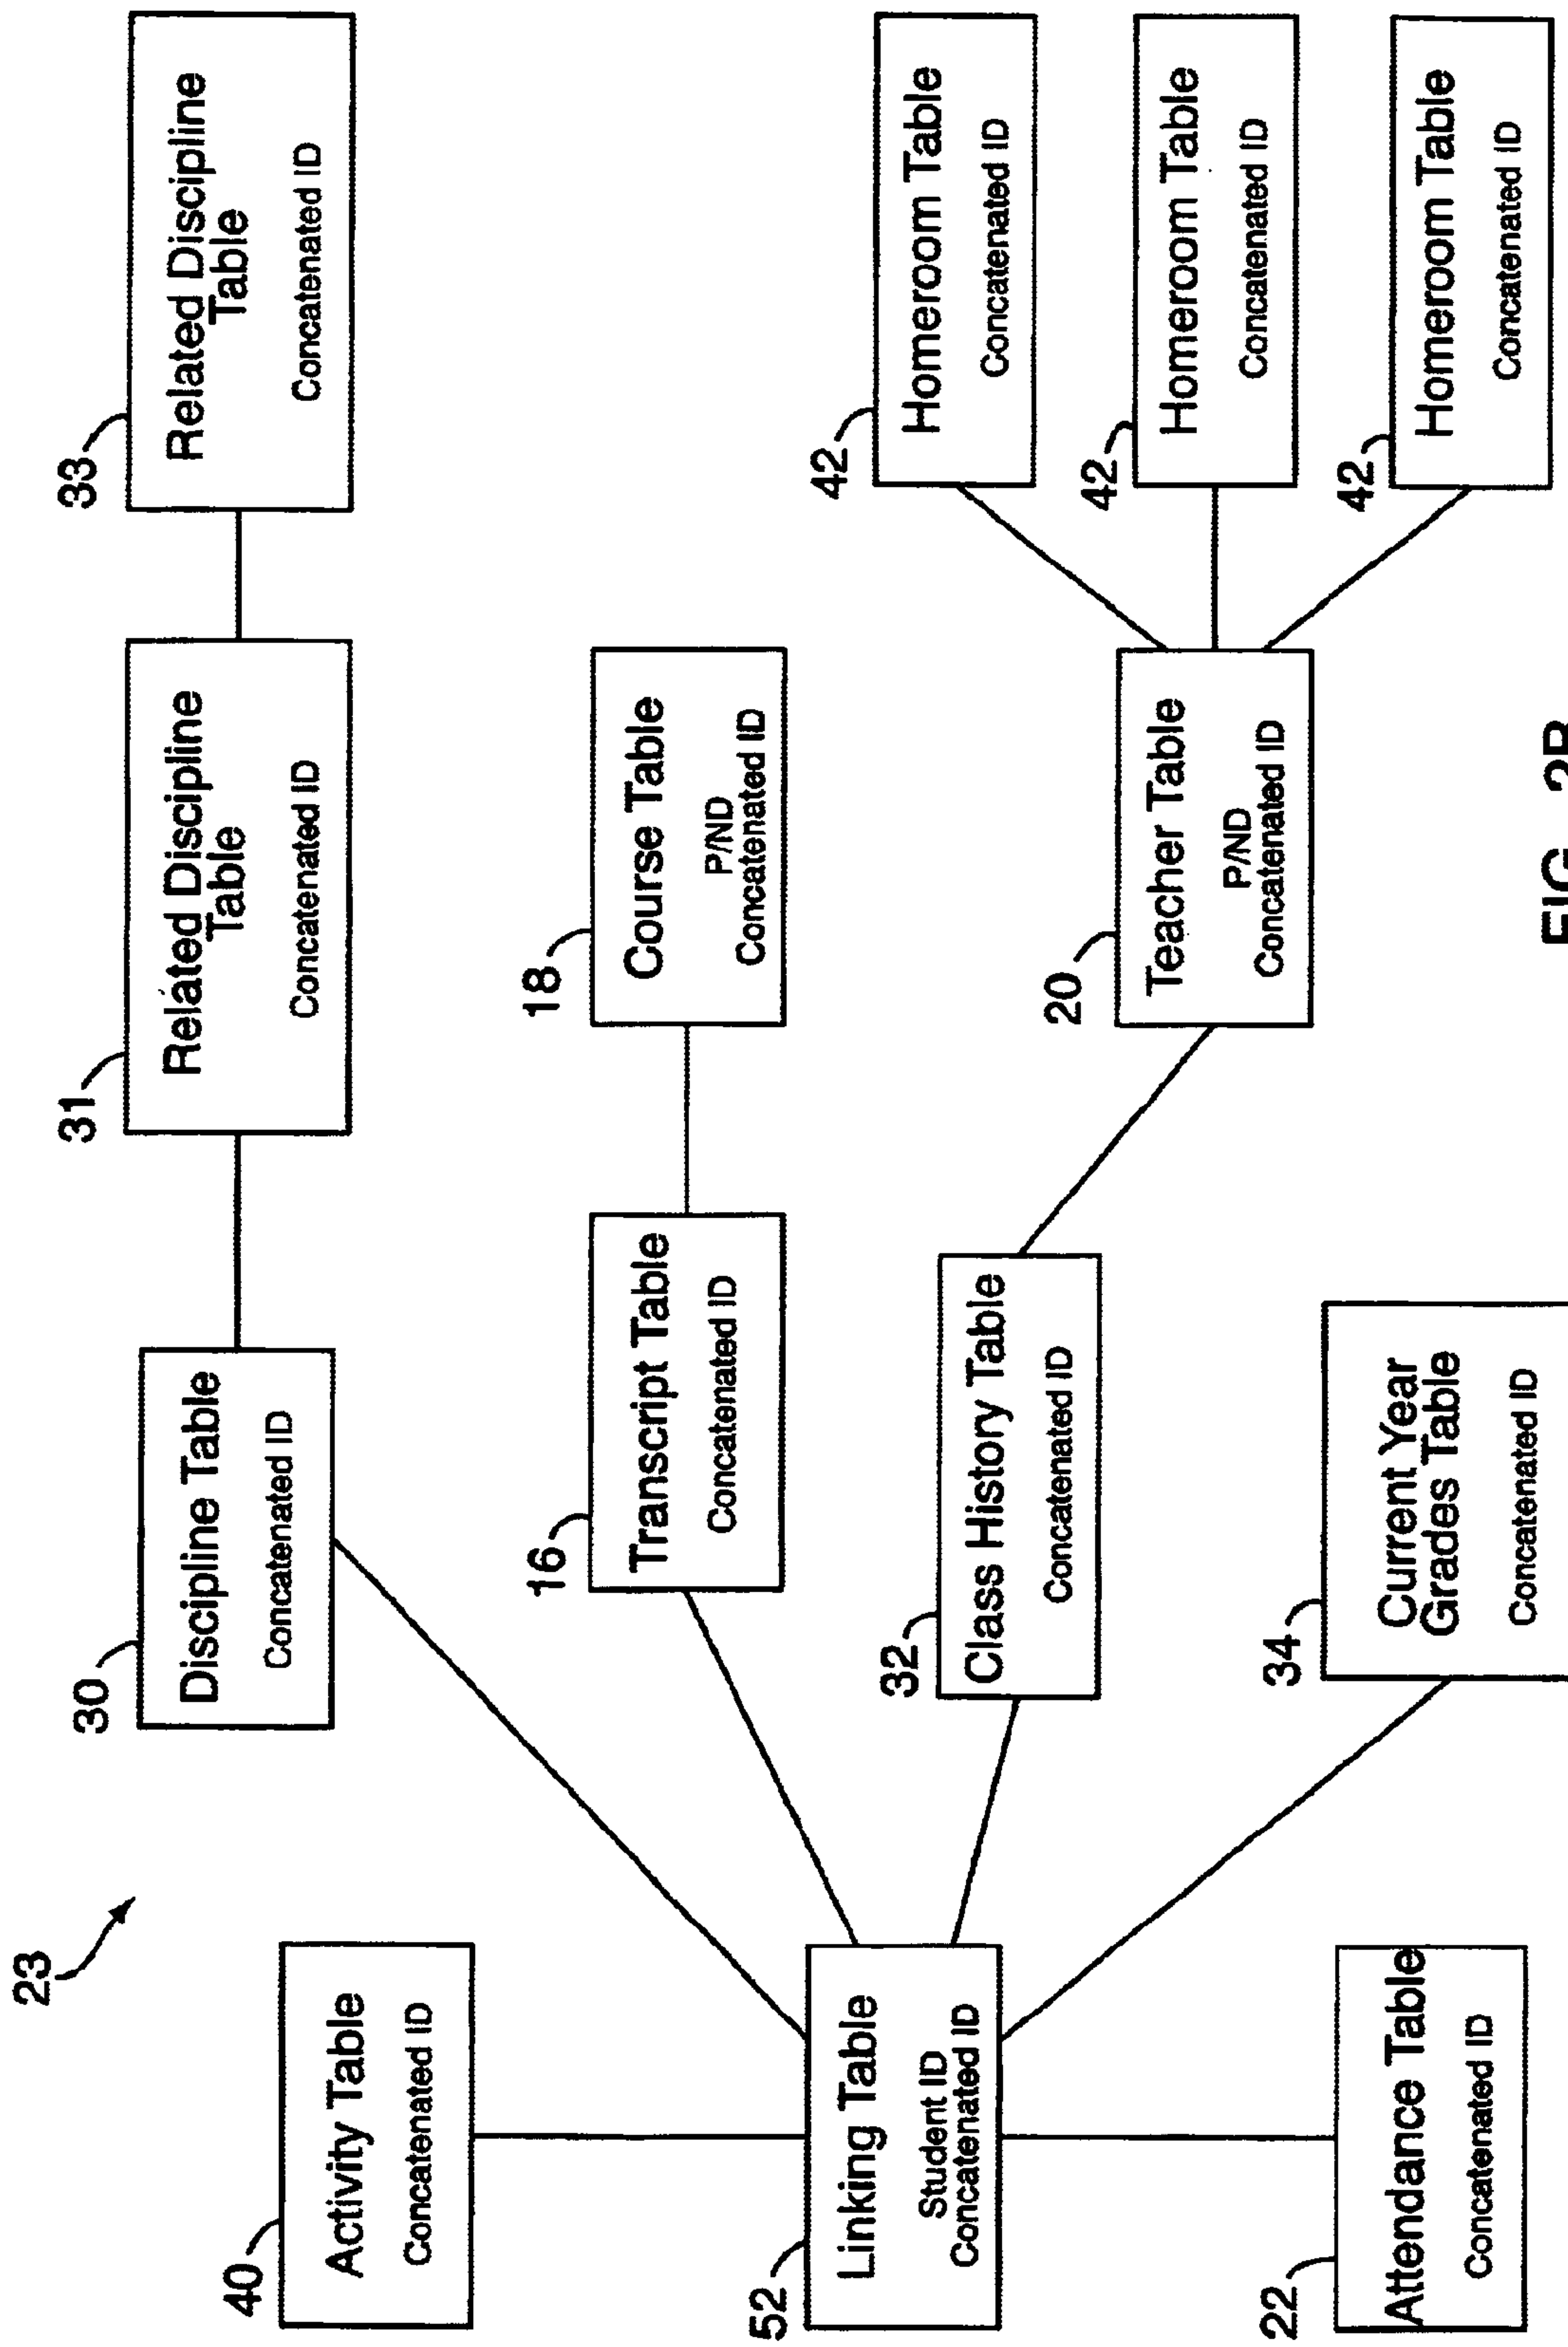 23
40
Activity Table
Concatenated ID
30
Discipline Table
Concatenated ID
31
Related Discipline
Table
Concatenated ID
33
Related Discipline
Table
Concatenated ID
16
Transcript Table
Concatenated ID
18
Course Table
P/ND
Concatenated ID
52
Linking Table
Student ID
Concatenated ID
32
Class History Table
Concatenated ID
20
Teacher Table
P/ND
Concatenated ID
42
Homeroom Table
Concatenated ID
42
Homeroom Table
Concatenated ID
42
Homeroom Table
Concatenated ID
22
Attendance Table
Concatenated ID
34
Current Year
Grades Table
Concatenated ID